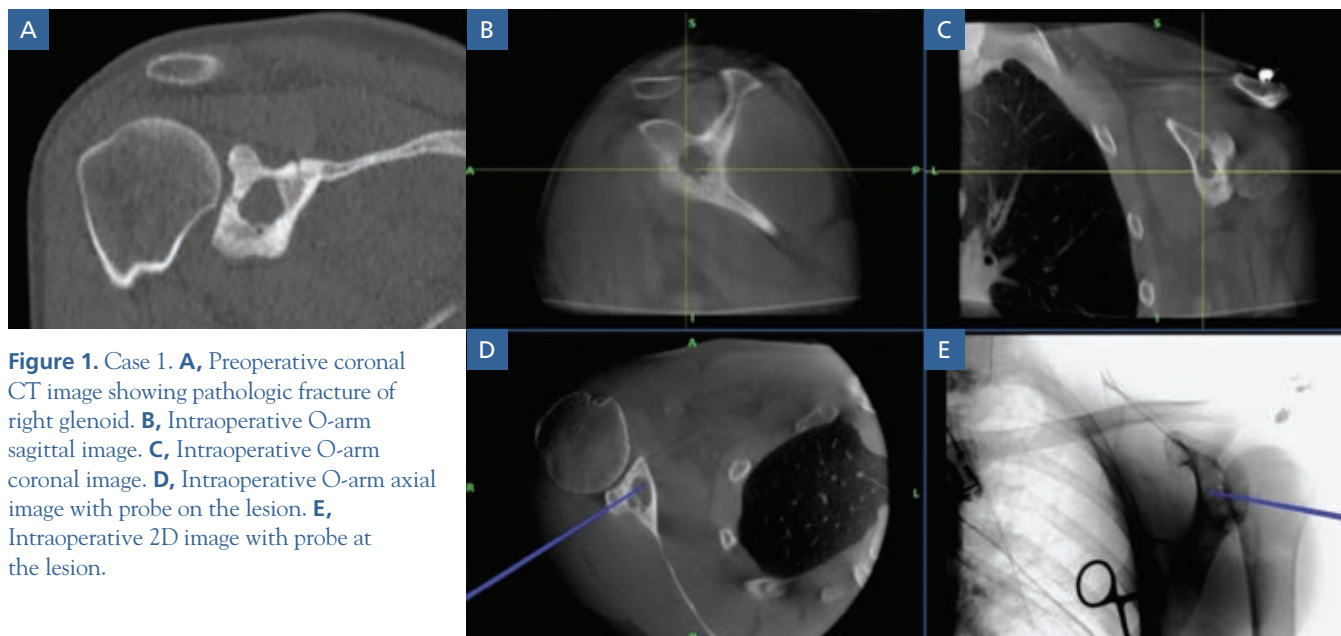 A
B
C
S
S
A
P
L
I
I
Figure 1. Case 1. A, Preoperative coronal
CT image showing pathologic fracture of
right glenoid. B, Intraoperative O-arm
sagittal image. C, Intraoperative O-arm
coronal image. D, Intraoperative O-arm axial
image with probe on the lesion. E,
Intraoperative 2D image with probe at
the lesion.
D
E
A
R
L